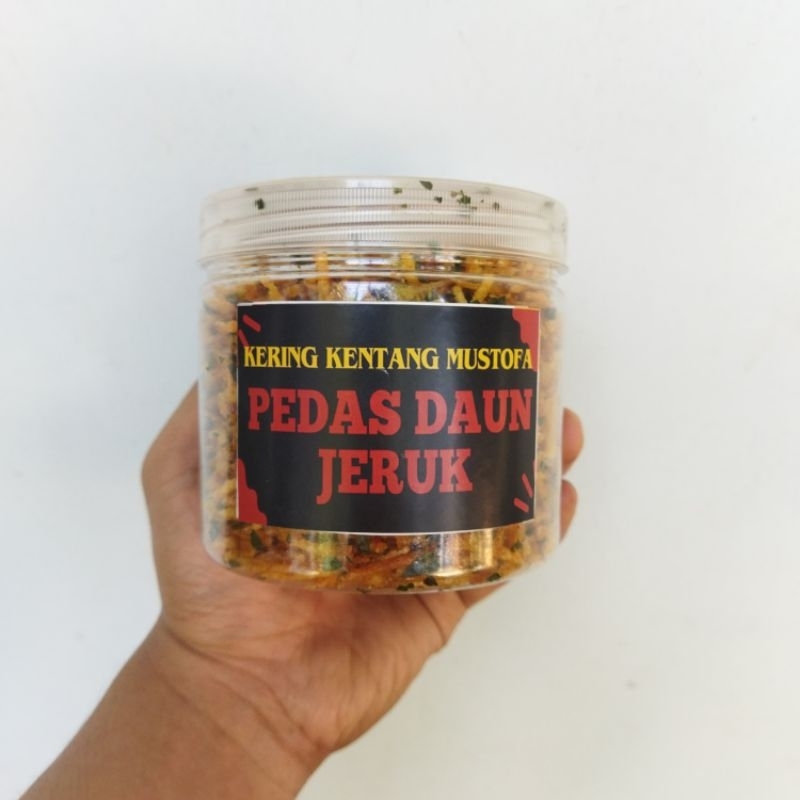 KERING KENTANG MUSTOFA
PEDAS DAUN
JERUK